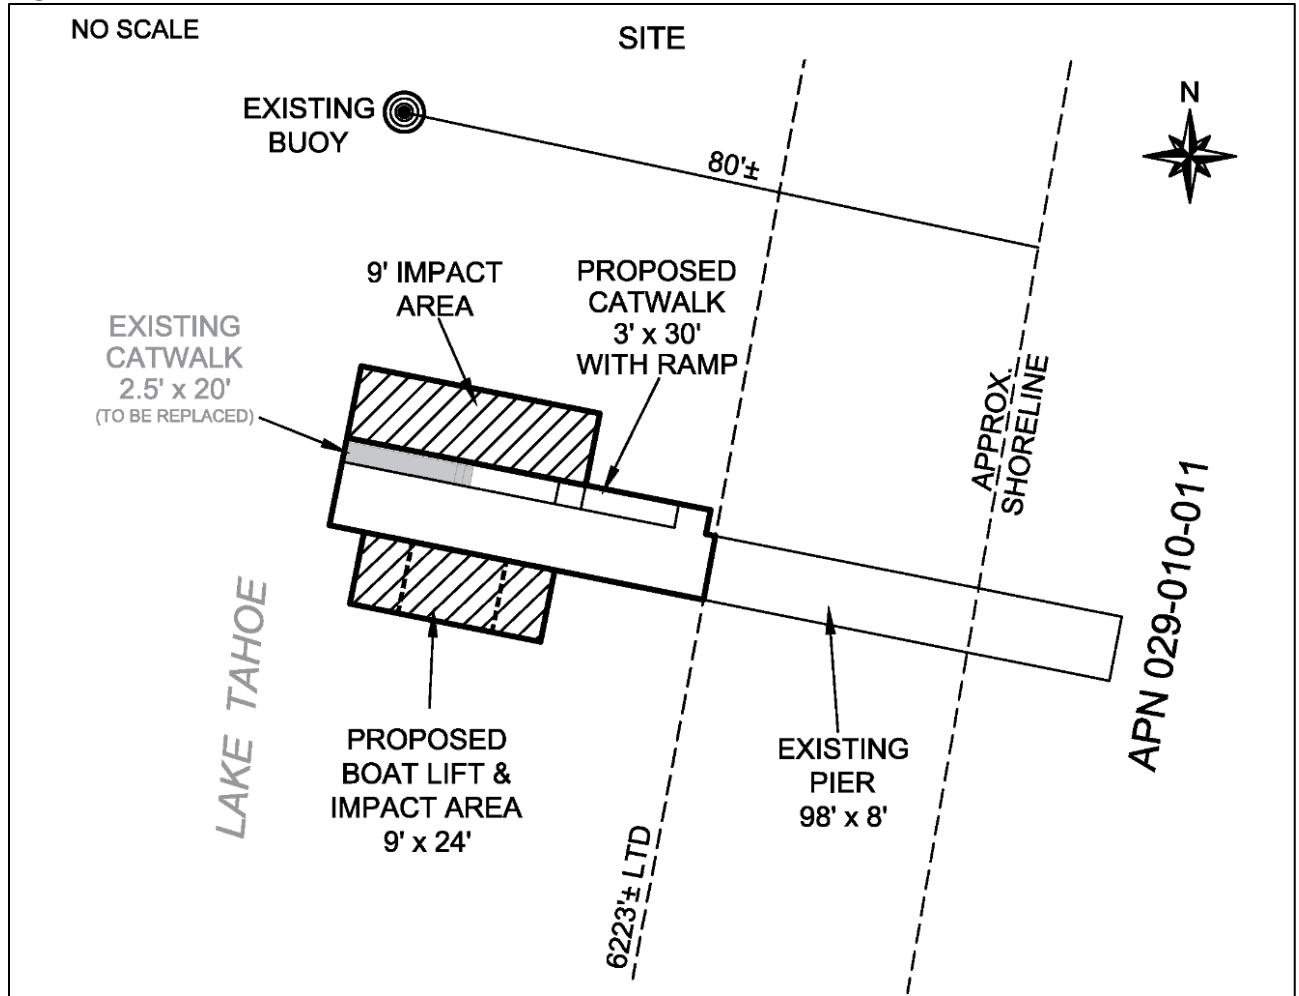 NO SCALE
SITE
N
EXISTING
BUOY
80'±
9' IMPACT
AREA
PROPOSED
CATWALK
3' x 30'
WITH RAMP
EXISTING
CATWALK
2.5' x 20'
(TO BE REPLACED)
APPROX.
SHORELINE
APN 029-010-011
LAKE TAHOE
PROPOSED
BOAT LIFT &
IMPACT AREA
9' x 24'
EXISTING
PIER
98' x 8'
6223'± LTD